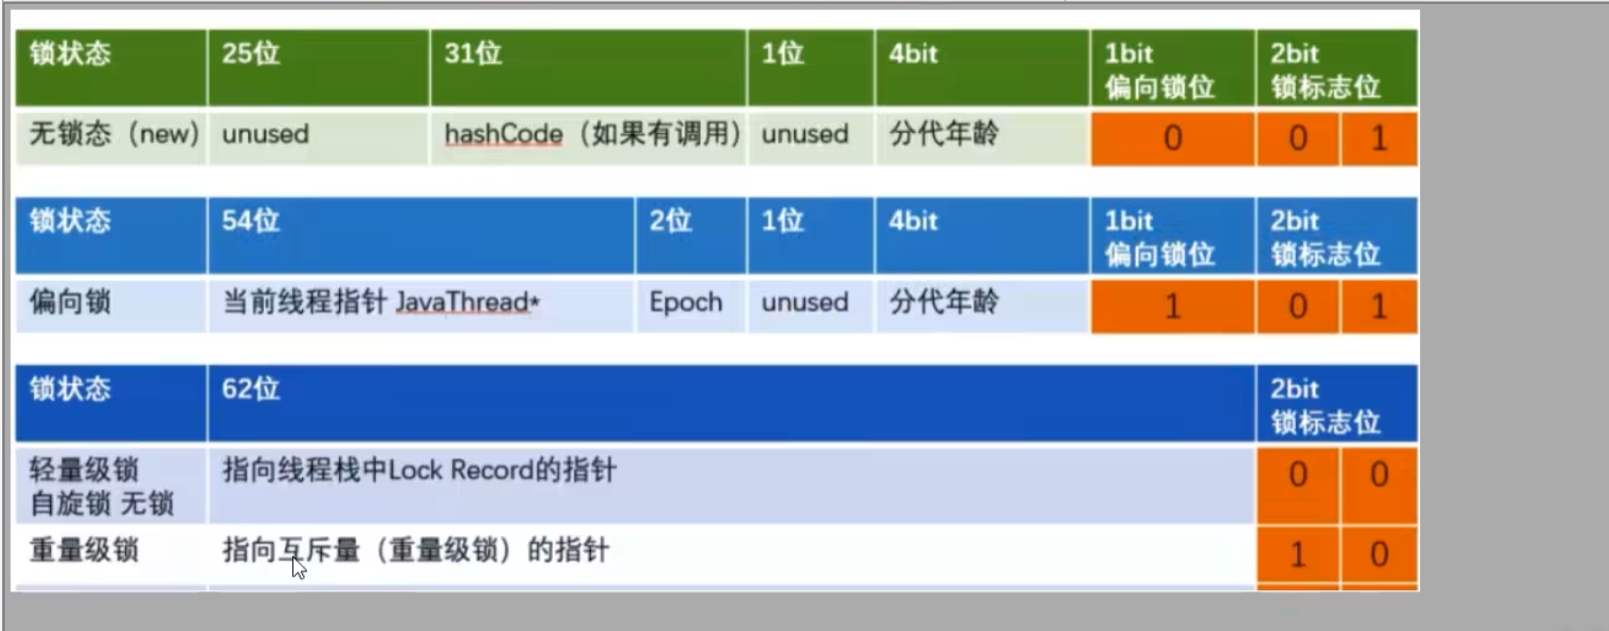 锁状态 25位 31位 1位 4bit 1bit 2bit
偏向锁位 锁标志位
无锁态（new） unused hashCode（如果有调用） unused 分代年龄 0 0 1
锁状态 54位 2位 1位 4bit 1bit 2bit
偏向锁位 锁标志位
偏向锁 当前线程指针 JavaThread* Epoch unused 分代年龄 1 0 1
锁状态 62位 2bit
锁标志位
轻量级锁 指向线程栈中Lock Record的指针 0 0
自旋锁 无锁
重量级锁 指向互斥量（重量级锁）的指针 1 0